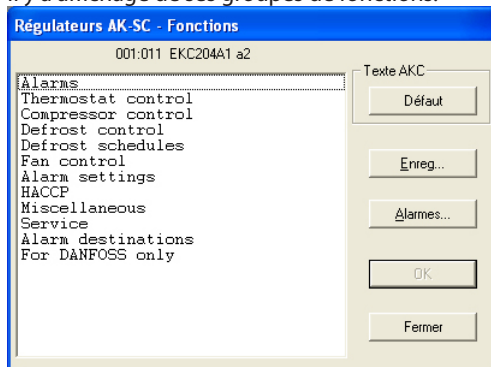 Régulateurs AK-SC - Fonctions
001:011 EKC204A1 a2
Texte AKC
Défaut
Alarms
Thermostat control
Compressor control
Defrost control
Defrost schedules
Fan control
Alarm settings
HACCP
Miscellaneous
Service
Alarm destinations
For DANFOSS only
Enreg...
Alarmes...
OK
Fermer